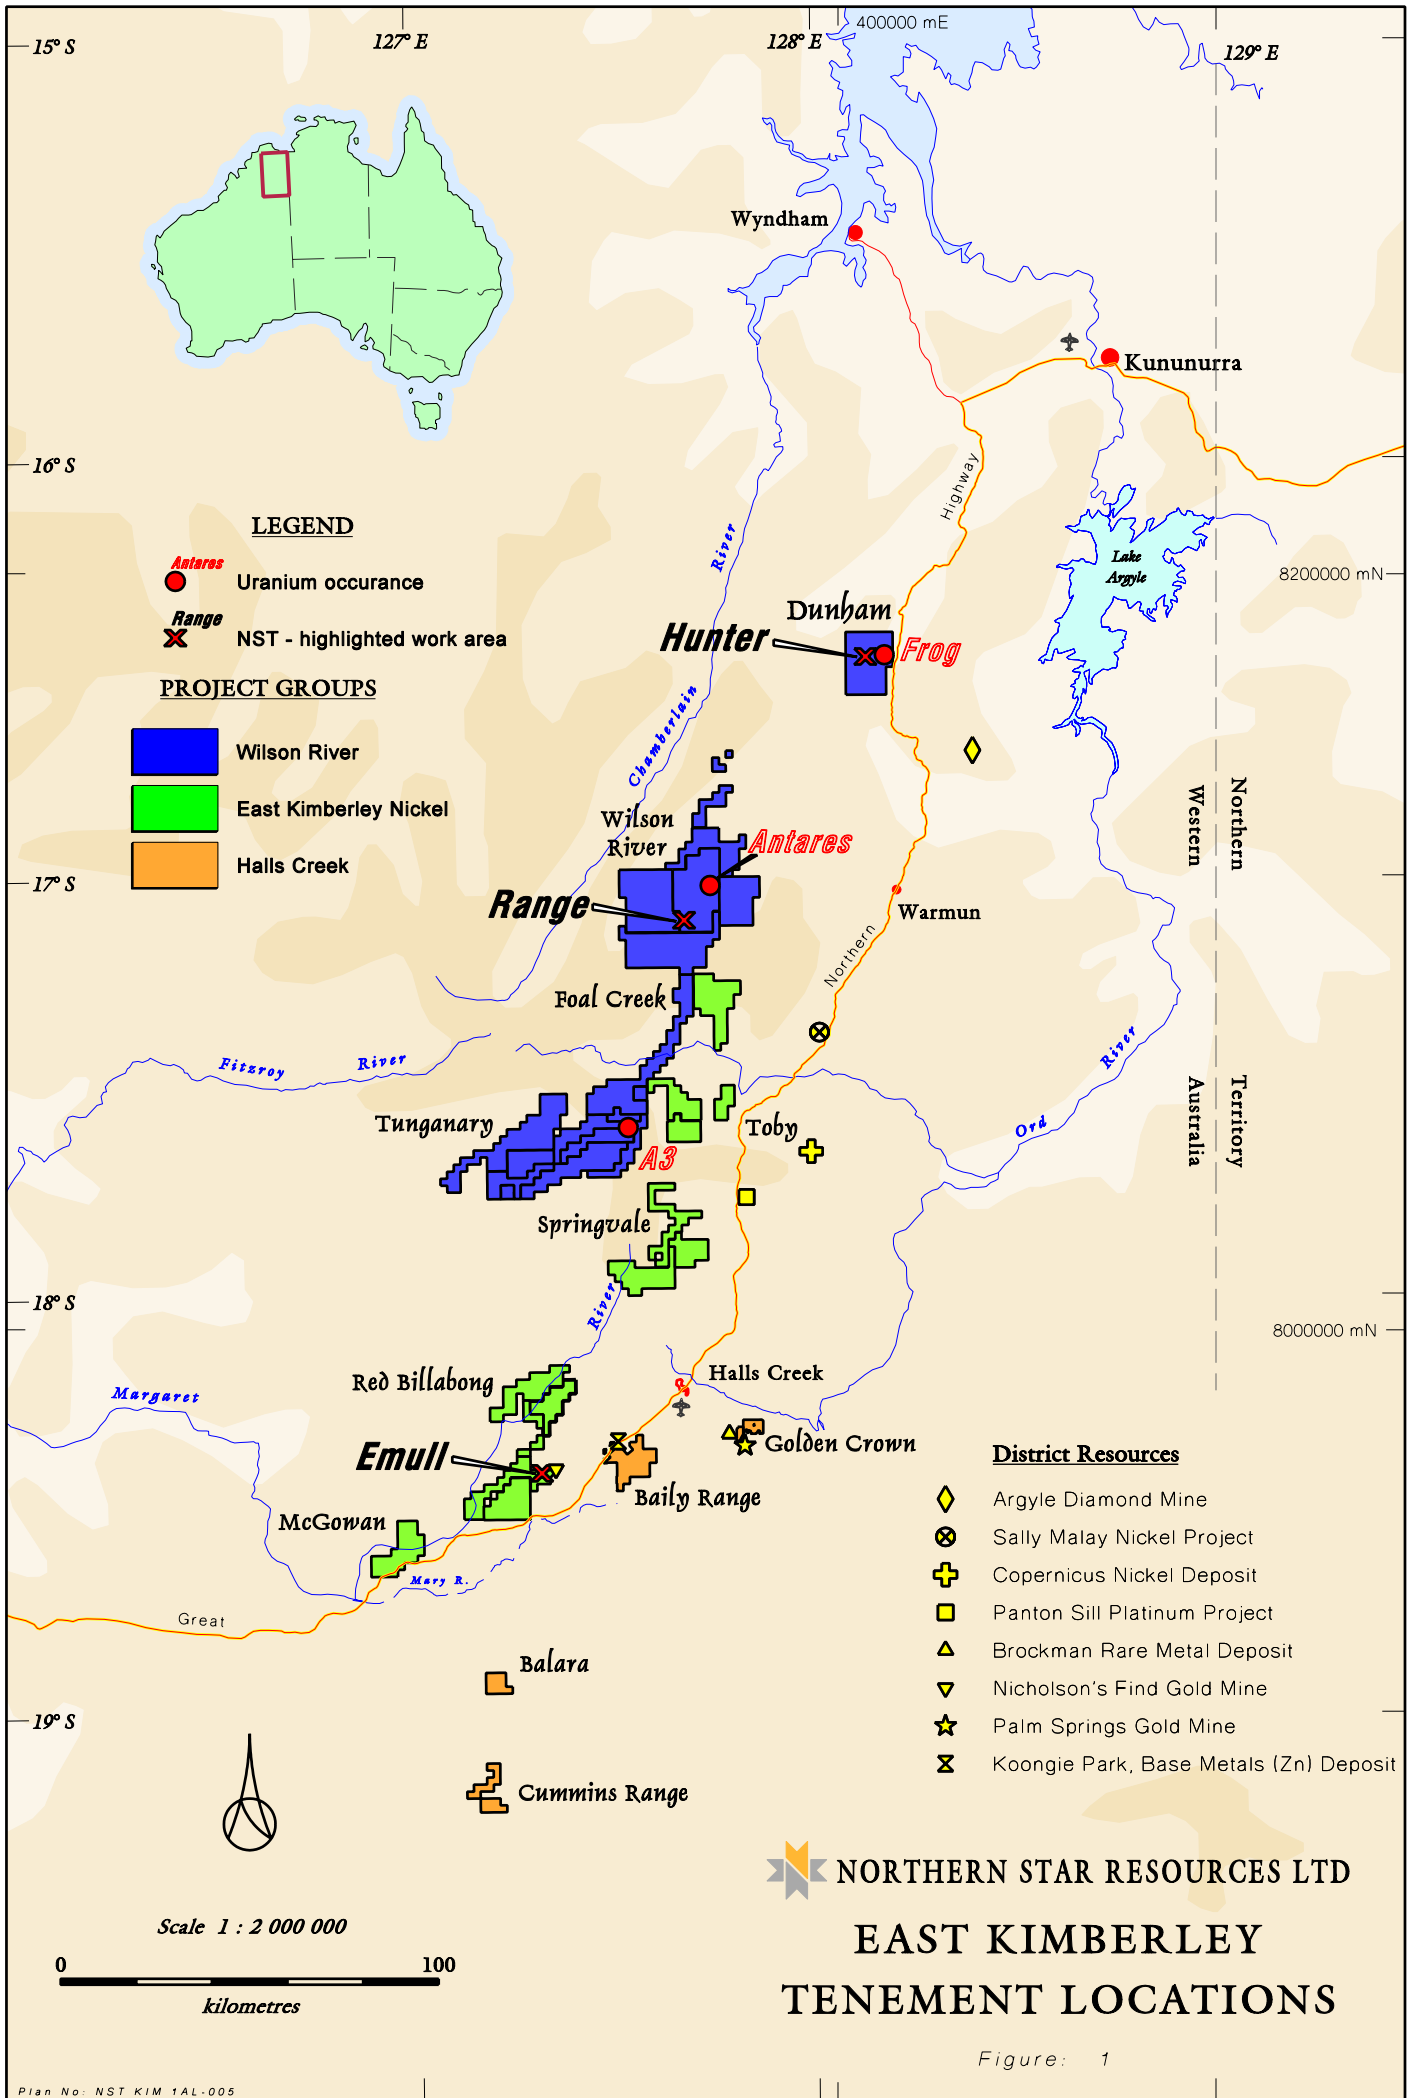 400000 mE
15° S
127° E
128° E
129° E
Wyndham
Kununurra
16° S
Highway
River
LEGEND
Antares
Uranium occurance
Range
NST - highlighted work area
Lake
Argyle
8200000 mN
Dunham
Hunter
Frog
PROJECT GROUPS
Wilson River
East Kimberley Nickel
Halls Creek
Chamberlain
Wilson
River
Antares
Western
Northern
17° S
Range
Warmun
Northern
Foal Creek
Fitzroy
River
River
Ord
Australia
Territory
Tunganary
Toby
A3
Springvale
River
18° S
8000000 mN
Red Billabong
Halls Creek
Margaret
Emull
Golden Crown
Baily Range
McGowan
Mary R.
Great
District Resources
Argyle Diamond Mine
Sally Malay Nickel Project
Copernicus Nickel Deposit
Panton Sill Platinum Project
Brockman Rare Metal Deposit
Nicholson's Find Gold Mine
Palm Springs Gold Mine
Koongie Park, Base Metals (Zn) Deposit
Balara
19° S
Cummins Range
NORTHERN STAR RESOURCES LTD
EAST KIMBERLEY
TENEMENT LOCATIONS
Figure: 1
Scale 1 : 2 000 000
0 100
kilometres
Plan No: NST KIM 1AL-005